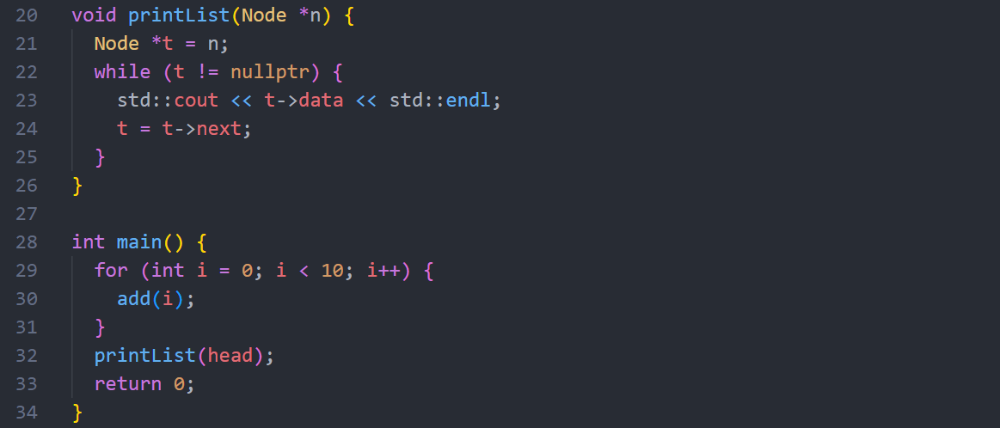 20 void printList(Node *n) {
21   Node *t = n;
22   while (t != nullptr) {
23     std::cout << t->data << std::endl;
24     t = t->next;
25   }
26 }
27
28 int main() {
29   for (int i = 0; i < 10; i++) {
30     add(i);
31   }
32   printList(head);
33   return 0;
34 }